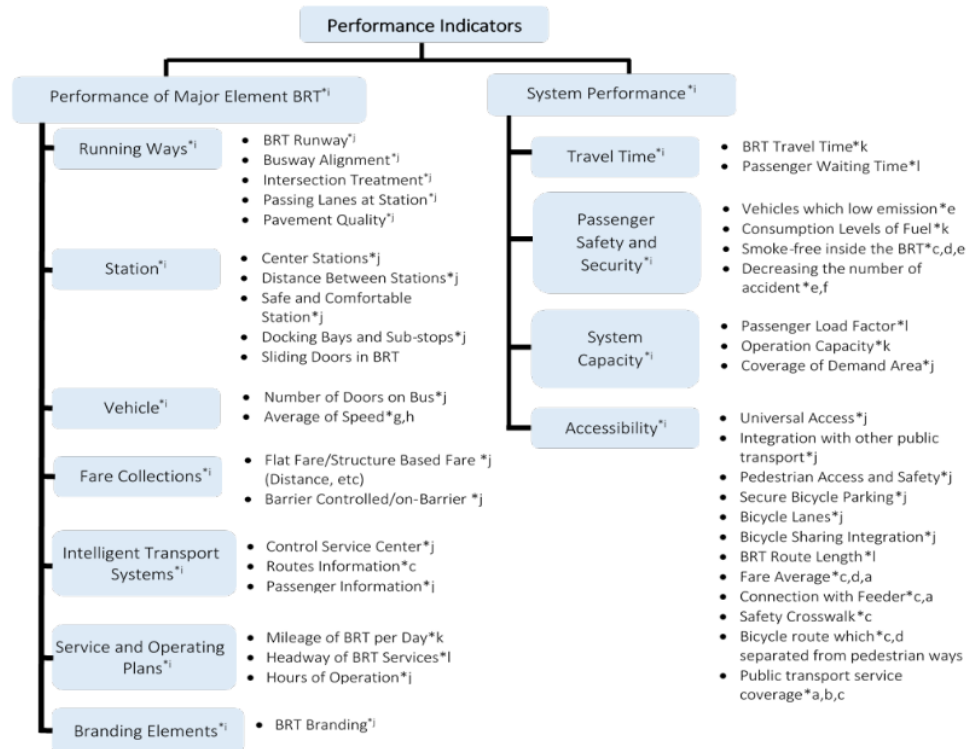 Performance Indicators
Performance of Major Element BRT*i
Running Ways*i
• BRT Runway*j
• Busway Alignment*j
• Intersection Treatment*j
• Passing Lanes at Station*j
• Pavement Quality*j
Station*i
• Center Stations*j
• Distance Between Stations*j
• Safe and Comfortable
Station*j
• Docking Bays and Sub-stops*j
• Sliding Doors in BRT
Vehicle*i
• Number of Doors on Bus*j
• Average of Speed*g,h
Fare Collections*i
• Flat Fare/Structure Based Fare *j
(Distance, etc)
• Barrier Controlled/on-Barrier *j
Intelligent Transport
Systems*i
• Control Service Center*j
• Routes Information*c
• Passenger Information*j
Service and Operating
Plans*i
• Mileage of BRT per Day*k
• Headway of BRT Services*l
• Hours of Operation*j
Branding Elements*i
• BRT Branding*j
System Performance*i
Travel Time*i
• BRT Travel Time*k
• Passenger Waiting Time*l
Passenger
Safety and
Security*i
• Vehicles which low emission*e
• Consumption Levels of Fuel*k
• Smoke-free inside the BRT*c,d,e
• Decreasing the number of
accident*e,f
System
Capacity*i
• Passenger Load Factor*l
• Operation Capacity*k
• Coverage of Demand Area*j
Accessibility*i
• Universal Access*j
• Integration with other public
transport*j
• Pedestrian Access and Safety*j
• Secure Bicycle Parking*j
• Bicycle Lanes*j
• Bicycle Sharing Integration*j
• BRT Route Length*l
• Fare Average*c,d,a
• Connection with Feeder*c,a
• Safety Crosswalk*c
• Bicycle route which*c,d
separated from pedestrian ways
• Public transport service
coverage*a,b,c